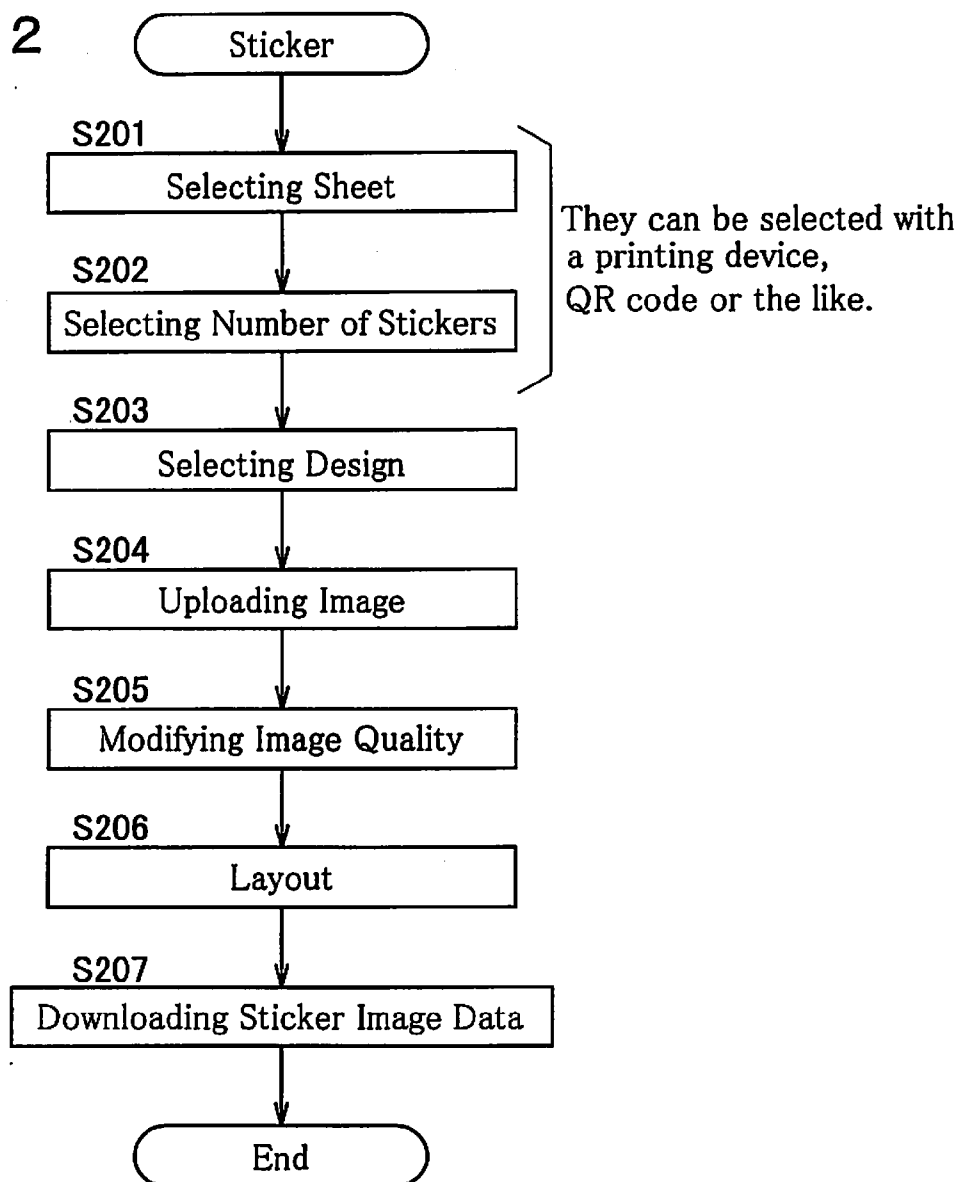 2
Sticker
S201
Selecting Sheet
S202
Selecting Number of Stickers
They can be selected with
a printing device,
QR code or the like.
S203
Selecting Design
S204
Uploading Image
S205
Modifying Image Quality
S206
Layout
S207
Downloading Sticker Image Data
End